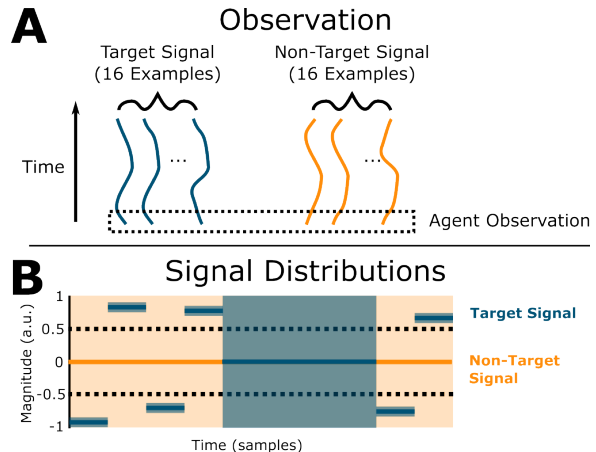 A
Observation
Target Signal
(16 Examples)
Non-Target Signal
(16 Examples)
Time
...
...
Agent Observation
B
Signal Distributions
Magnitude (a.u.)
1
0.5
0
-0.5
-1
Target Signal
Non-Target
Signal
Time (samples)